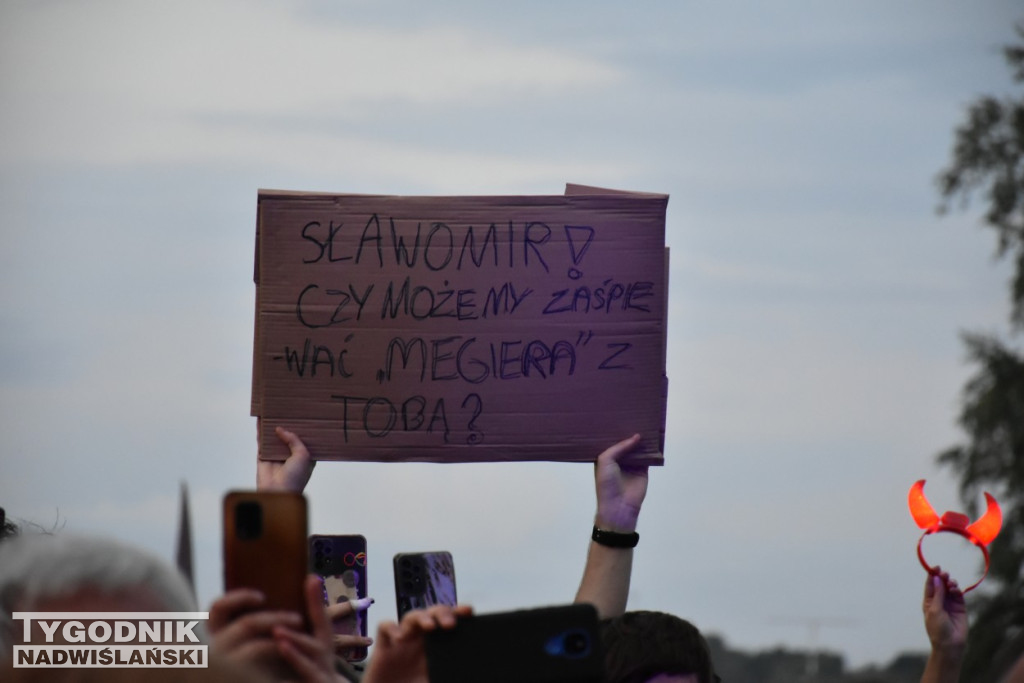 SŁAWOMIR!
CZY MOŻEMY ZAŚPIE
-WAĆ „MEGIERA” Z
TOBĄ?
TYGODNIK
NADWIŚLAŃSKI